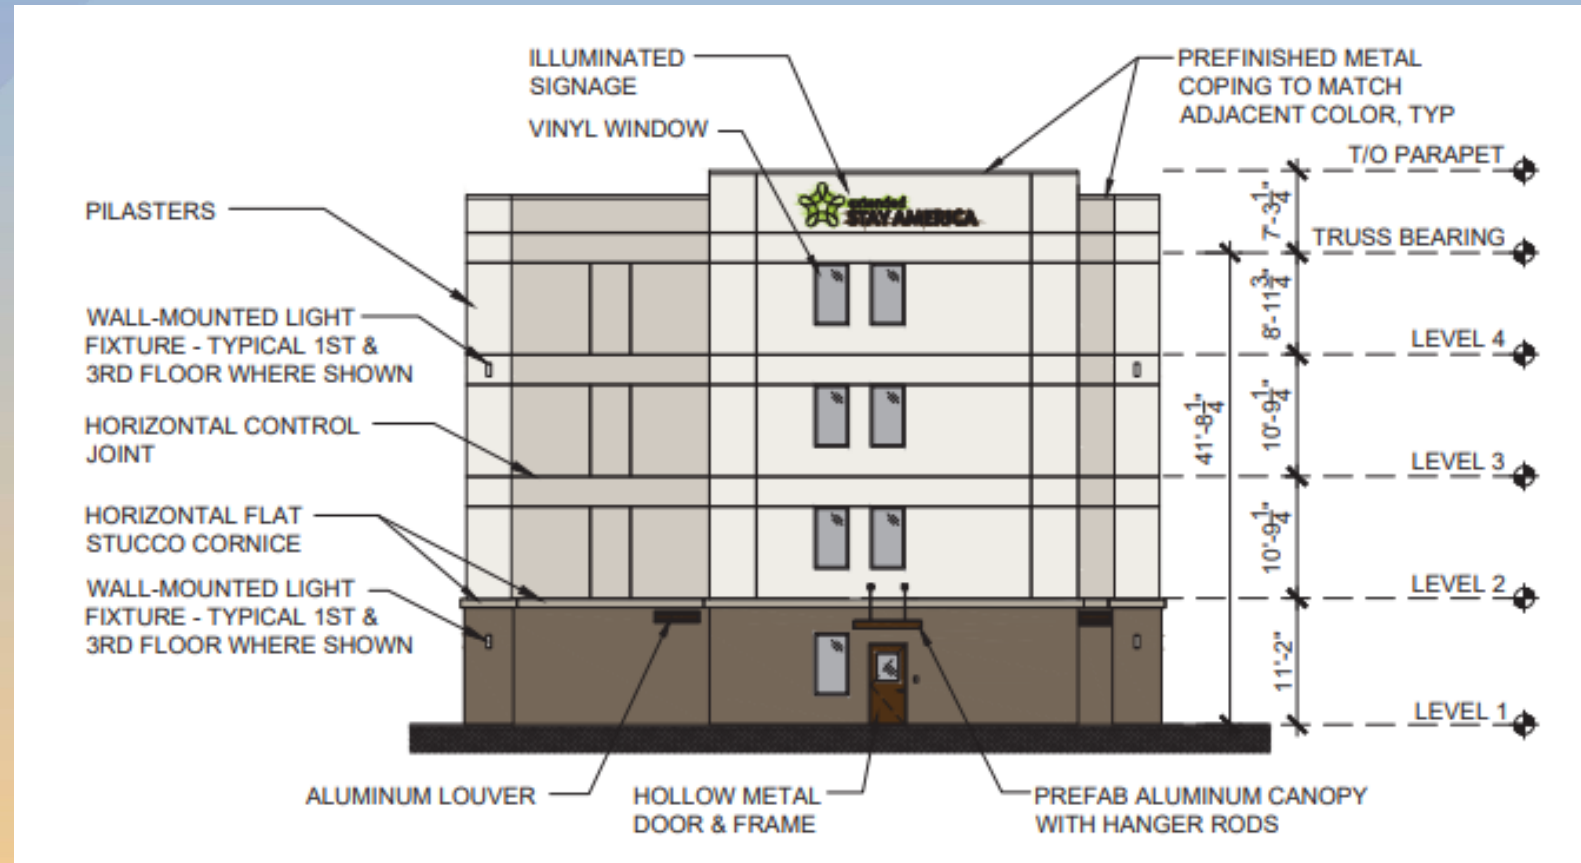 ILLUMINATED
SIGNAGE
VINYL WINDOW
PREFINISHED METAL
COPING TO MATCH
ADJACENT COLOR, TYP
T/O PARAPET
7'-3 1/4"
TRUSS BEARING
8'-11 3/4"
LEVEL 4
10'-9 1/4"
41'-8 1/4"
LEVEL 3
10'-9 1/4"
LEVEL 2
11'-2"
LEVEL 1
extended
STAY AMERICA
PILASTERS
WALL-MOUNTED LIGHT
FIXTURE - TYPICAL 1ST &
3RD FLOOR WHERE SHOWN
HORIZONTAL CONTROL
JOINT
HORIZONTAL FLAT
STUCCO CORNICE
WALL-MOUNTED LIGHT
FIXTURE - TYPICAL 1ST &
3RD FLOOR WHERE SHOWN
ALUMINUM LOUVER
HOLLOW METAL
DOOR & FRAME
PREFAB ALUMINUM CANOPY
WITH HANGER RODS